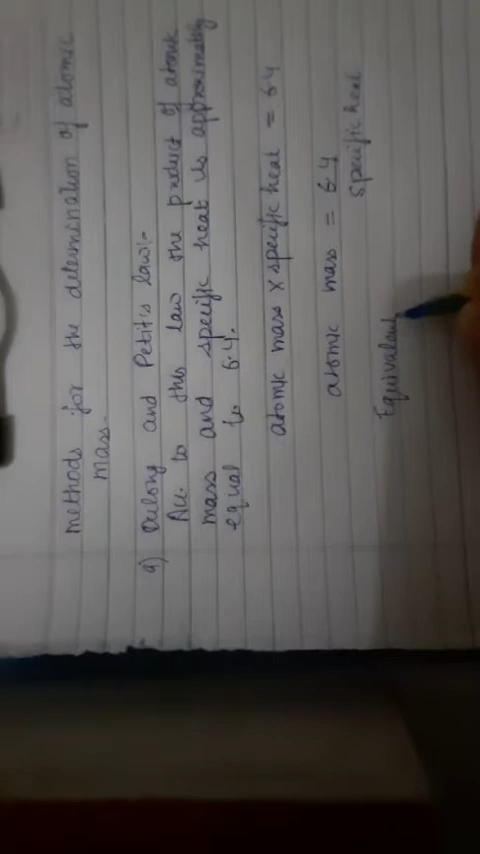 methods for the determination of atomic
mass.
a) Dulong and Petit's law:-
Acc. to this law the product of atomic
mass and specific heat is approximately
equal to 6.4.
atomic mass x specific heat = 6.4
atomic mass = 6.4
specific heat
Equivalent